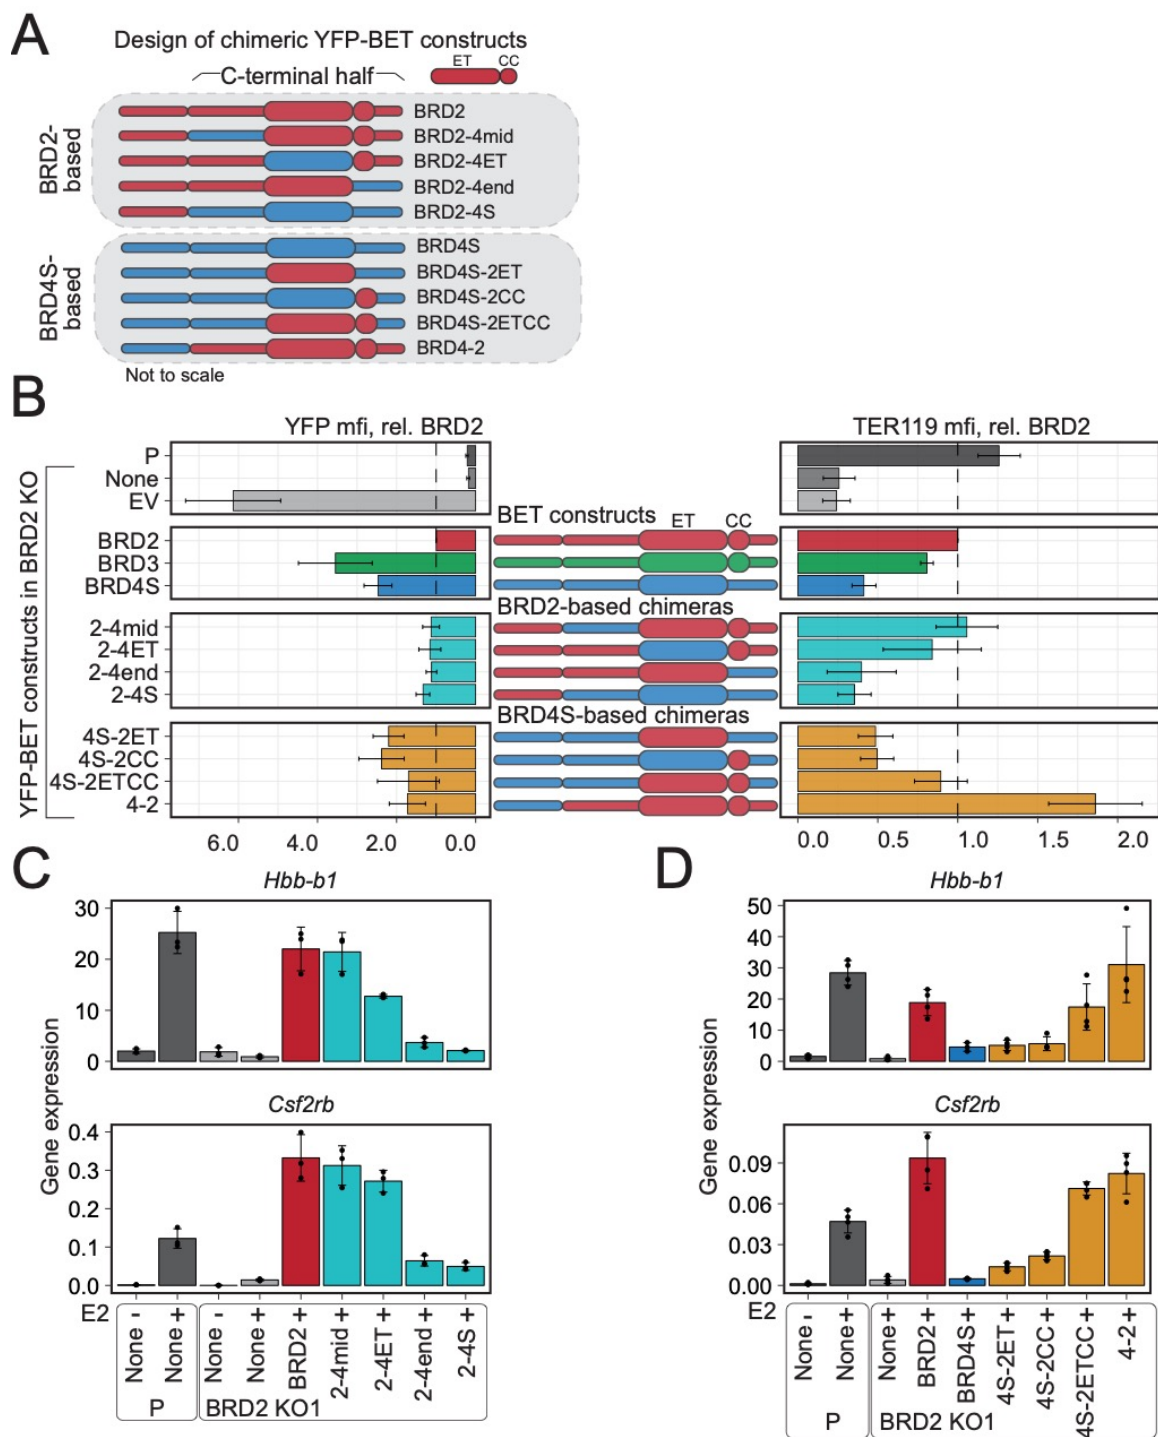 A
Design of chimeric YFP-BET constructs
C-terminal half
ET CC
BRD2-based
BRD2
BRD2-4mid
BRD2-4ET
BRD2-4end
BRD2-4S
BRD4S-based
BRD4S
BRD4S-2ET
BRD4S-2CC
BRD4S-2ETCC
BRD4-2
Not to scale
B
YFP mfi, rel. BRD2
TER119 mfi, rel. BRD2
YFP-BET constructs in BRD2 KO
P
None
EV
BET constructs ET CC
BRD2
BRD3
BRD4S
BRD2-based chimeras
2-4mid
2-4ET
2-4end
2-4S
BRD4S-based chimeras
4S-2ET
4S-2CC
4S-2ETCC
4-2
6.0 4.0 2.0 0.0
0.0 0.5 1.0 1.5 2.0
C
Hbb-b1
30
20
10
0
Gene expression
Csf2rb
0.4
0.3
0.2
0.1
0.0
E2 - + - + + + + + +
None None None None BRD2 2-4mid 2-4ET 2-4end 2-4S
P BRD2 KO1
D
Hbb-b1
50
40
30
20
10
0
Gene expression
Csf2rb
0.09
0.06
0.03
0.00
E2 - + + + + + + + +
None None None BRD2 BRD4S 4S-2ET 4S-2CC 4S-2ETCC 4-2
P BRD2 KO1